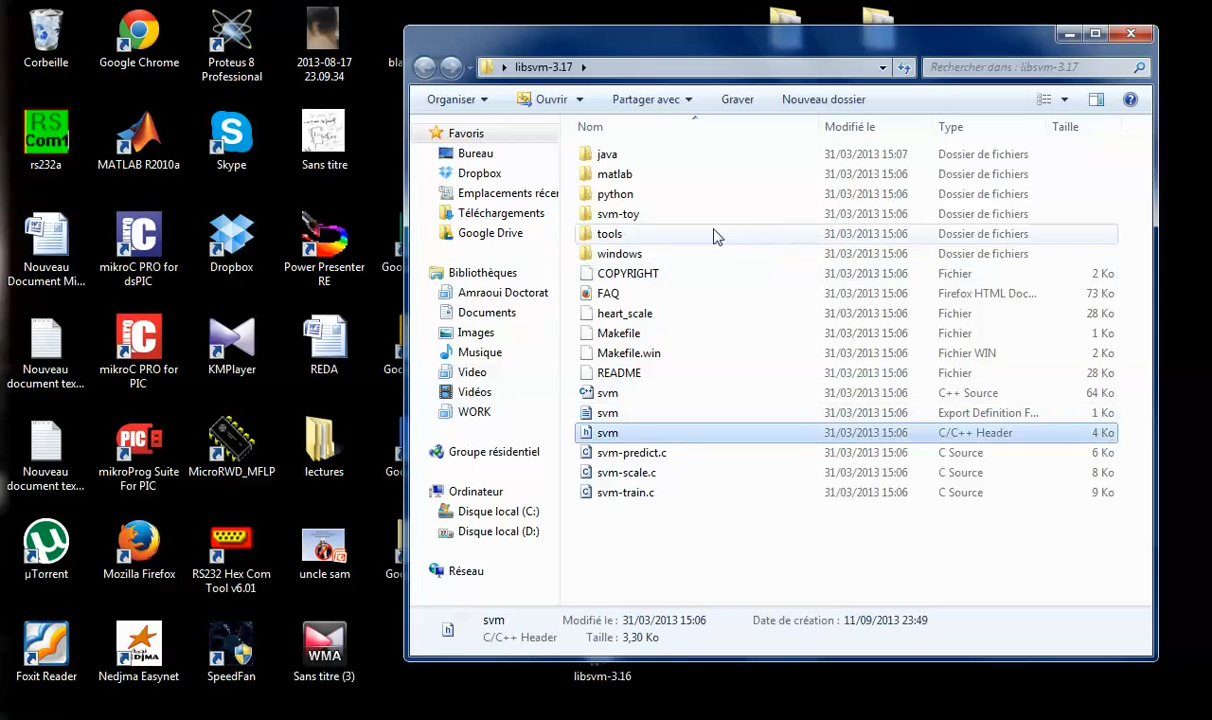 Corbeille
Google Chrome
Proteus 8
Professional
2013-08-17
23.09.34
RS
Com1
rs232a
MATLAB R2010a
Skype
Sans titre
Nouveau
Document Mi...
mikroC PRO for
dsPIC
Dropbox
Power Presenter
RE
Nouveau
document tex...
mikroC PRO for
PIC
KMPlayer
REDA
Nouveau
document tex...
mikroProg Suite
For PIC
MicroRWD_MFLP
lectures
µTorrent
Mozilla Firefox
RS232 Hex Com
Tool v6.01
uncle sam
Foxit Reader
Nedjma Easynet
SpeedFan
WMA
Sans titre (3)
libsvm-3.17
Rechercher dans : libsvm-3.17
Organiser Ouvrir Partager avec Graver Nouveau dossier
Favoris
Bureau
Dropbox
Emplacements récer
Téléchargements
Google Drive
Bibliothèques
Amraoui Doctorat
Documents
Images
Musique
Video
Vidéos
WORK
Groupe résidentiel
Ordinateur
Disque local (C:)
Disque local (D:)
Réseau
Nom Modifié le Type Taille
java 31/03/2013 15:07 Dossier de fichiers
matlab 31/03/2013 15:06 Dossier de fichiers
python 31/03/2013 15:06 Dossier de fichiers
svm-toy 31/03/2013 15:06 Dossier de fichiers
tools 31/03/2013 15:06 Dossier de fichiers
windows 31/03/2013 15:06 Dossier de fichiers
COPYRIGHT 31/03/2013 15:06 Fichier 2 Ko
FAQ 31/03/2013 15:06 Firefox HTML Doc... 73 Ko
heart_scale 31/03/2013 15:06 Fichier 28 Ko
Makefile 31/03/2013 15:06 Fichier 1 Ko
Makefile.win 31/03/2013 15:06 Fichier WIN 2 Ko
README 31/03/2013 15:06 Fichier 28 Ko
svm 31/03/2013 15:06 C++ Source 64 Ko
svm 31/03/2013 15:06 Export Definition F... 1 Ko
svm 31/03/2013 15:06 C/C++ Header 4 Ko
svm-predict.c 31/03/2013 15:06 C Source 6 Ko
svm-scale.c 31/03/2013 15:06 C Source 8 Ko
svm-train.c 31/03/2013 15:06 C Source 9 Ko
svm Modifié le : 31/03/2013 15:06 Date de création : 11/09/2013 23:49
C/C++ Header Taille : 3,30 Ko
libsvm-3.16